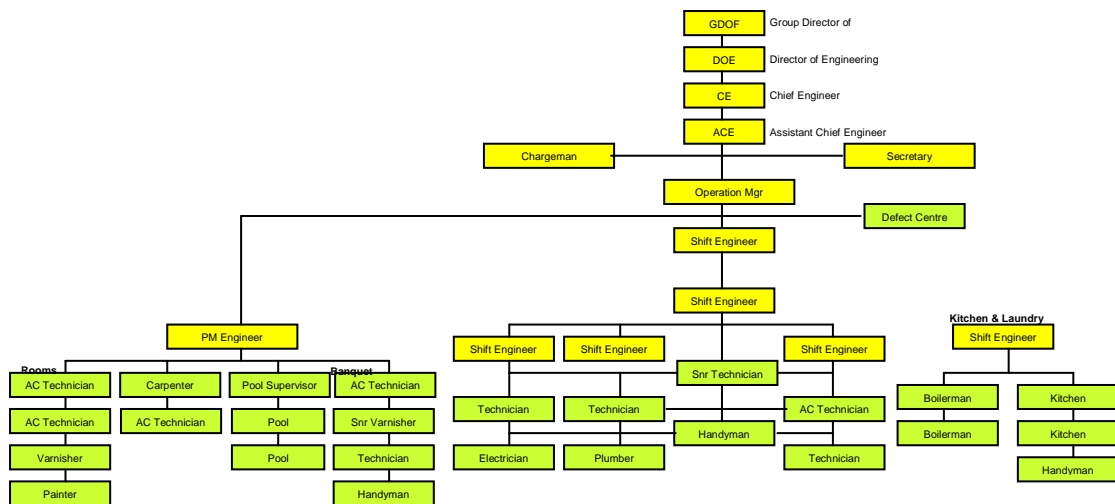 GDOF Group Director of
DOE Director of Engineering
CE Chief Engineer
ACE Assistant Chief Engineer
Chargeman Secretary
Operation Mgr
Defect Centre
Shift Engineer
Shift Engineer
Kitchen & Laundry
PM Engineer Shift Engineer
Shift Engineer Shift Engineer Shift Engineer
Rooms Banquet
Snr Technician
AC Technician Carpenter Pool Supervisor AC Technician
Boilerman Kitchen
Technician Technician AC Technician
AC Technician AC Technician Pool Snr Varnisher
Handyman Boilerman Kitchen
Varnisher Pool Technician Electrician Plumber Technician
Handyman
Painter Handyman